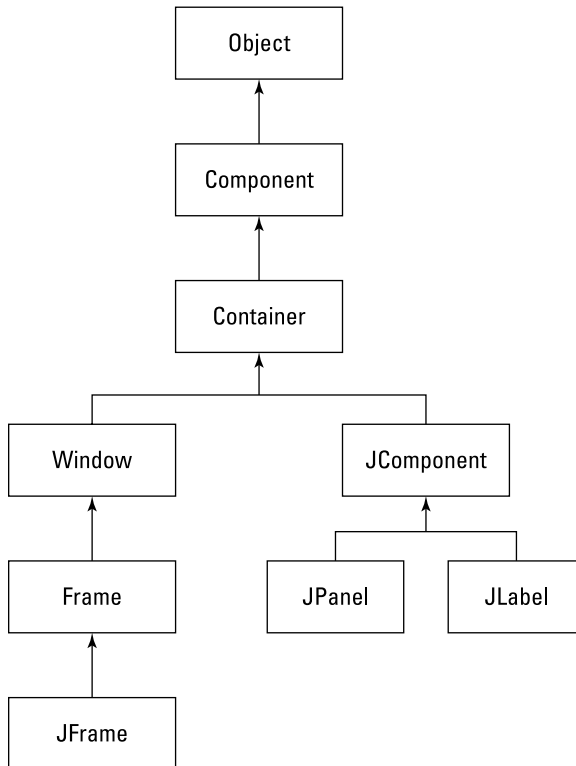 Object
Component
Container
Window
JComponent
Frame
JPanel
JLabel
JFrame